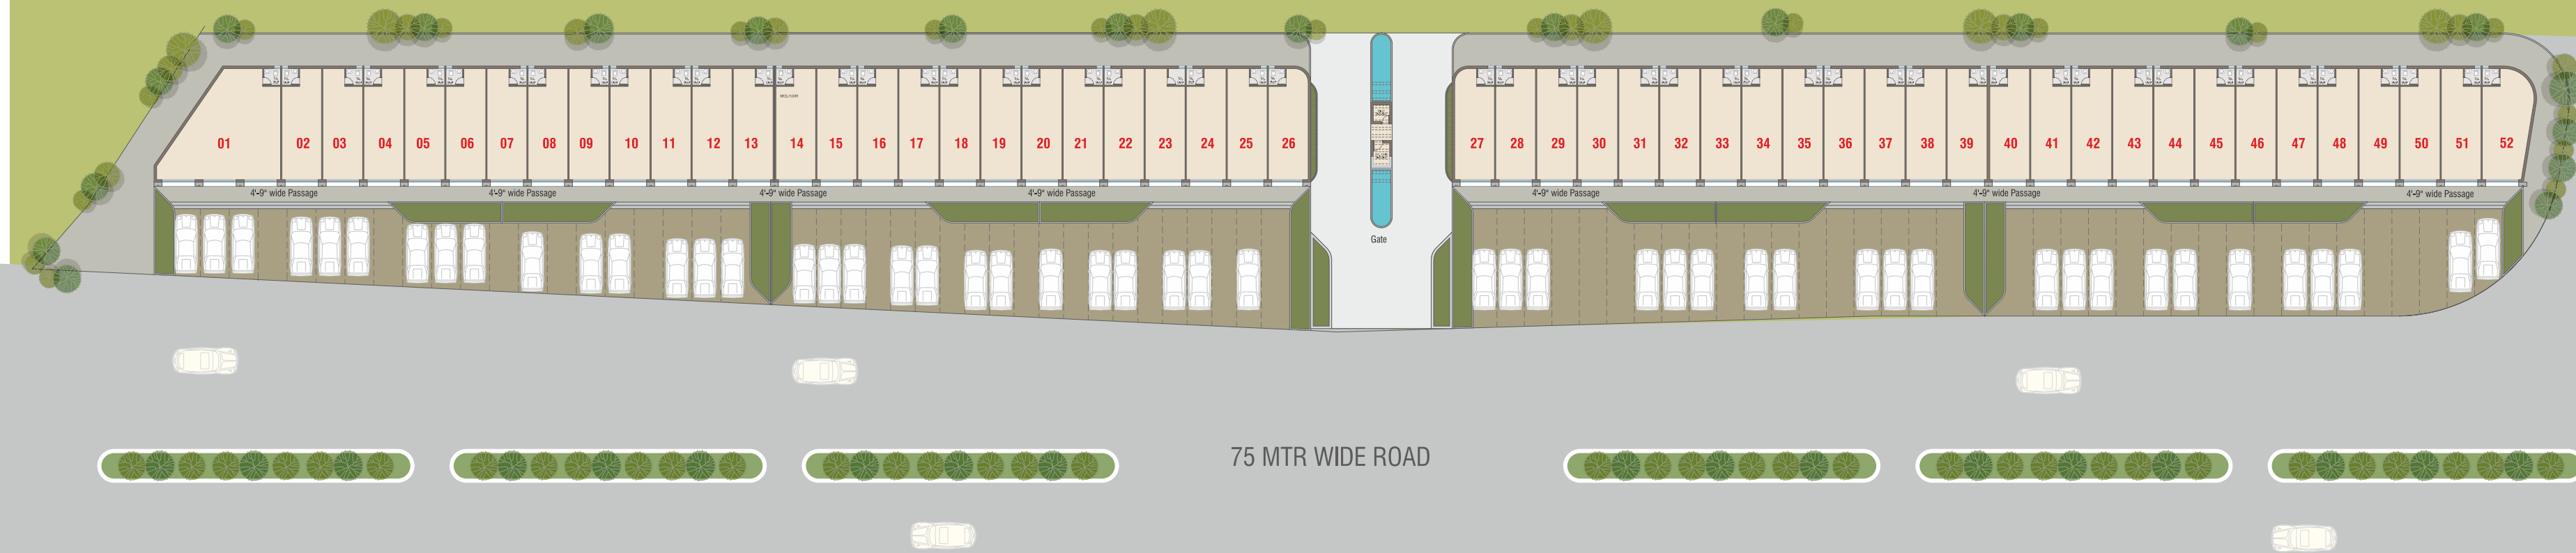 01 02 03 04 05 06 07 08 09 10 11 12 13 14 15 16 17 18 19 20 21 22 23 24 25 26 27 28 29 30 31 32 33 34 35 36 37 38 39 40 41 42 43 44 45 46 47 48 49 50 51 52
4'-9" wide Passage 4'-9" wide Passage 4'-9" wide Passage 4'-9" wide Passage 4'-9" wide Passage 4'-9" wide Passage 4'-9" wide Passage
Gate
75 MTR WIDE ROAD